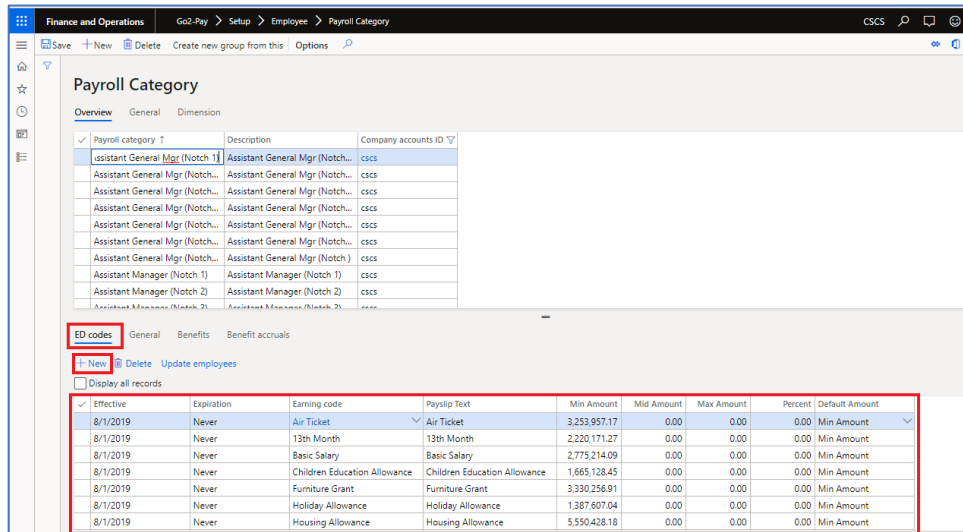 Finance and Operations Go2-Pay > Setup > Employee > Payroll Category CSCS
Save + New Delete Create new group from this Options
Payroll Category
Overview General Dimension
Payroll category ↑ Description Company accounts ID
ssistant General Mgr (Notch 1) Assistant General Mgr (Notch... cscs
Assistant General Mgr (Notch... Assistant General Mgr (Notch... cscs
Assistant General Mgr (Notch... Assistant General Mgr (Notch... cscs
Assistant General Mgr (Notch... Assistant General Mgr (Notch... cscs
Assistant General Mgr (Notch... Assistant General Mgr (Notch... cscs
Assistant General Mgr (Notch... Assistant General Mgr (Notch... cscs
Assistant General Mgr (Notch... Assistant General Mgr (Notch ) cscs
Assistant Manager (Notch 1) Assistant Manager (Notch 1) cscs
Assistant Manager (Notch 2) Assistant Manager (Notch 2) cscs
Assistant Manager (Notch 3) Assistant Manager (Notch 3) cscs
ED codes General Benefits Benefit accruals
+ New Delete Update employees
Display all records
Effective Expiration Earning code Payslip Text Min Amount Mid Amount Max Amount Percent Default Amount
8/1/2019 Never Air Ticket Air Ticket 3,253,957.17 0.00 0.00 0.00 Min Amount
8/1/2019 Never 13th Month 13th Month 2,220,171.27 0.00 0.00 0.00 Min Amount
8/1/2019 Never Basic Salary Basic Salary 2,775,214.09 0.00 0.00 0.00 Min Amount
8/1/2019 Never Children Education Allowance Children Education Allowance 1,665,128.45 0.00 0.00 0.00 Min Amount
8/1/2019 Never Furniture Grant Furniture Grant 3,330,256.91 0.00 0.00 0.00 Min Amount
8/1/2019 Never Holiday Allowance Holiday Allowance 1,387,607.04 0.00 0.00 0.00 Min Amount
8/1/2019 Never Housing Allowance Housing Allowance 5,550,428.18 0.00 0.00 0.00 Min Amount